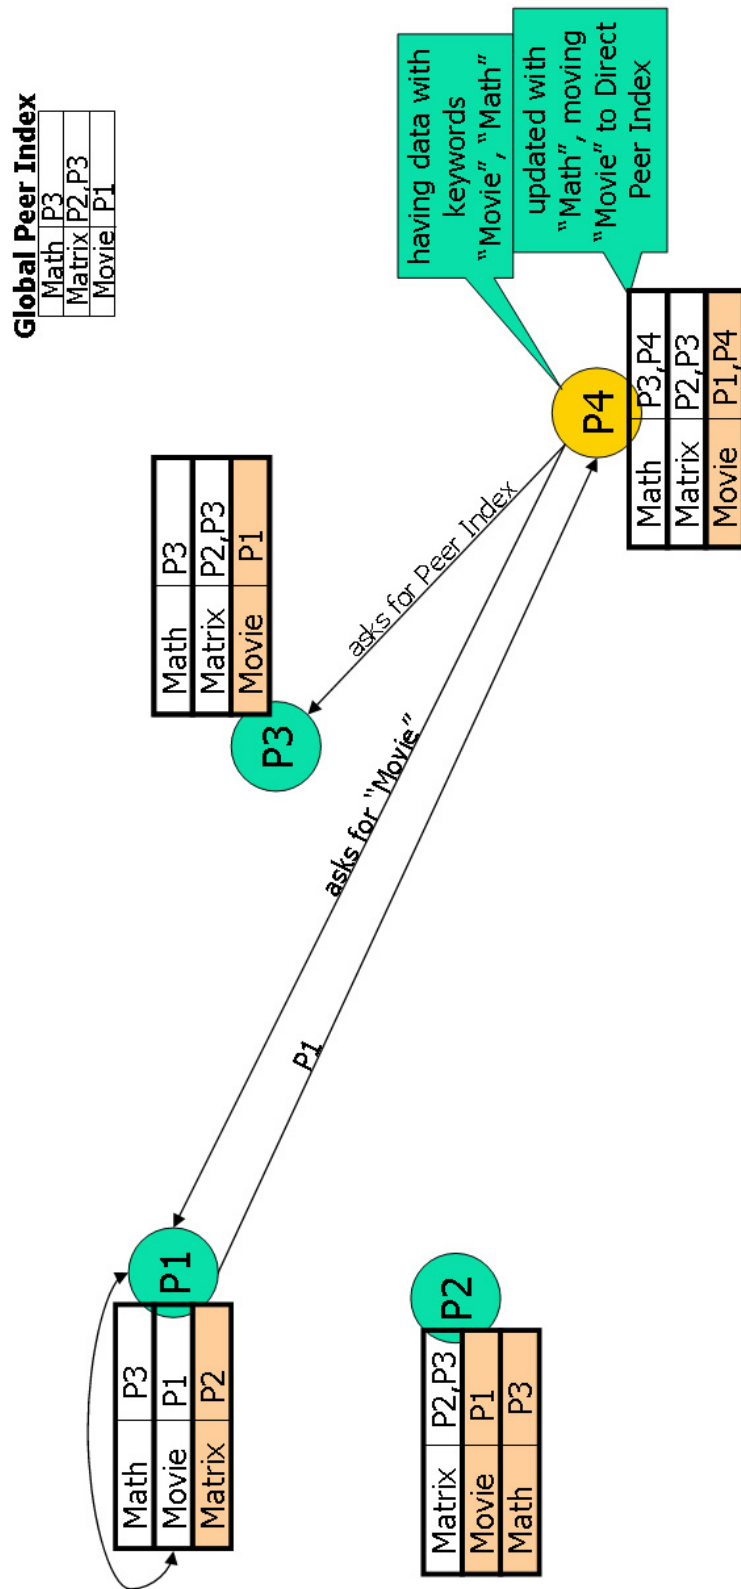 Global Peer Index
Math P3
Matrix P2,P3
Movie P1
Math P3
Movie P1
Matrix P2
P1
Math P3
Matrix P2,P3
Movie P1
P3
asks for Peer Index
asks for “Movie”
P1
P2
Matrix P2,P3
Movie P1
Math P3
P4
having data with
keywords
“Movie”, “Math”
updated with
“Math”, moving
“Movie” to Direct
Peer Index
Math P3,P4
Matrix P2,P3
Movie P1,P4